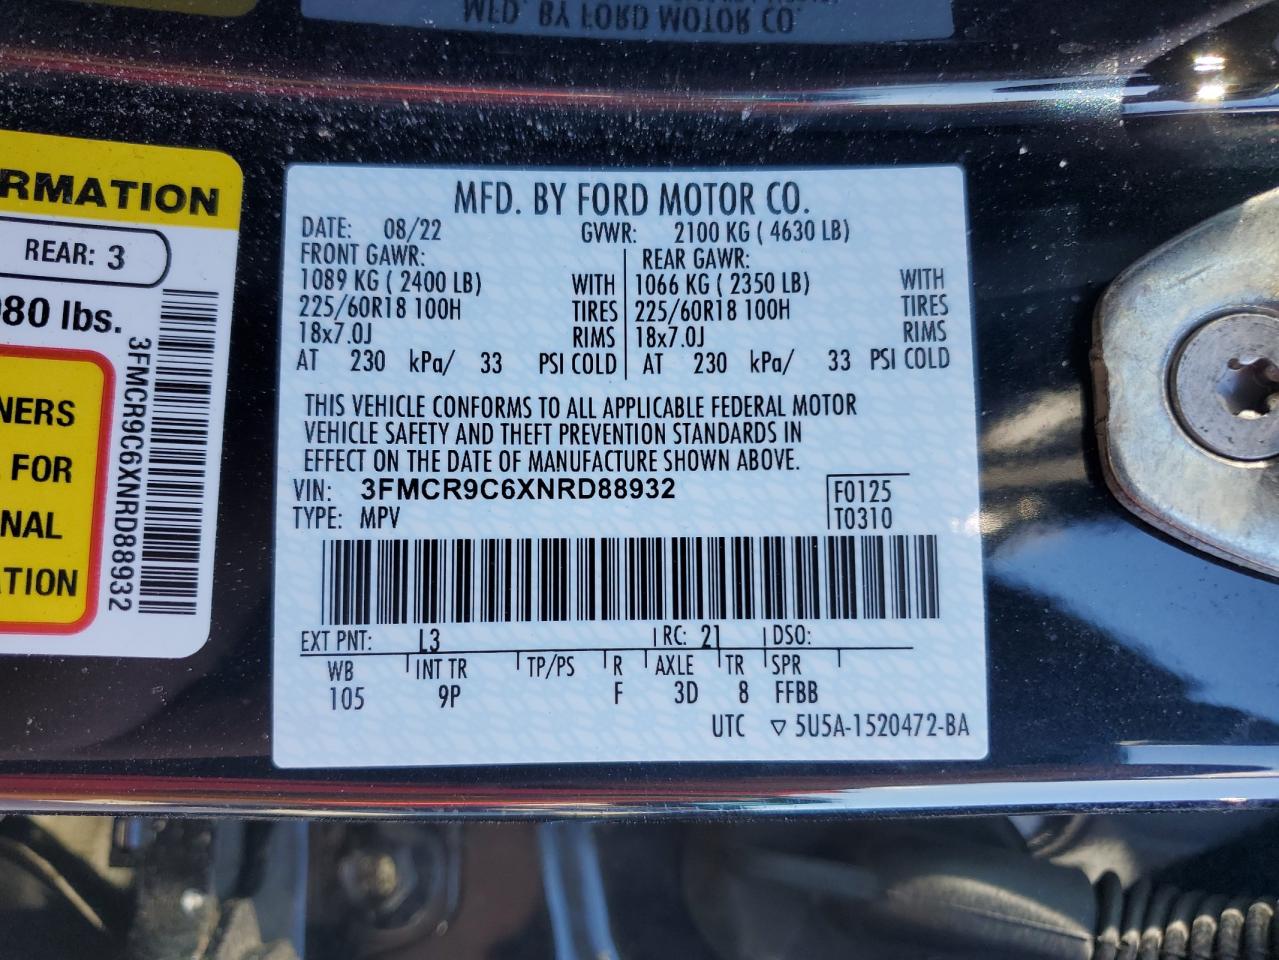 MFD. BY FORD MOTOR CO.
RMATION
REAR: 3
080 lbs.
NERS
FOR
NAL
ATION
3FMCR9C6XNRD88932
MFD. BY FORD MOTOR CO.
DATE: 08/22 GVWR: 2100 KG ( 4630 LB)
FRONT GAWR: REAR GAWR:
1089 KG ( 2400 LB) WITH 1066 KG ( 2350 LB) WITH
225/60R18 100H TIRES 225/60R18 100H TIRES
18x7.0J RIMS 18x7.0J RIMS
AT 230 kPa/ 33 PSI COLD AT 230 kPa/ 33 PSI COLD
THIS VEHICLE CONFORMS TO ALL APPLICABLE FEDERAL MOTOR
VEHICLE SAFETY AND THEFT PREVENTION STANDARDS IN
EFFECT ON THE DATE OF MANUFACTURE SHOWN ABOVE.
VIN: 3FMCR9C6XNRD88932 F0125
TYPE: MPV T0310
EXT PNT: L3 RC: 21 DSO:
WB INT TR TP/PS R AXLE TR SPR
105 9P F 3D 8 FFBB
UTC ▽ 5U5A-1520472-BA